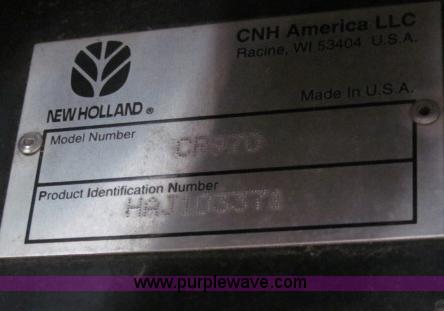 CNH America LLC
Racine, WI 53404 U.S.A.
NEW HOLLAND ®
Made In U.S.A.
Model Number
CR970
Product Identification Number
www.purplewave.com